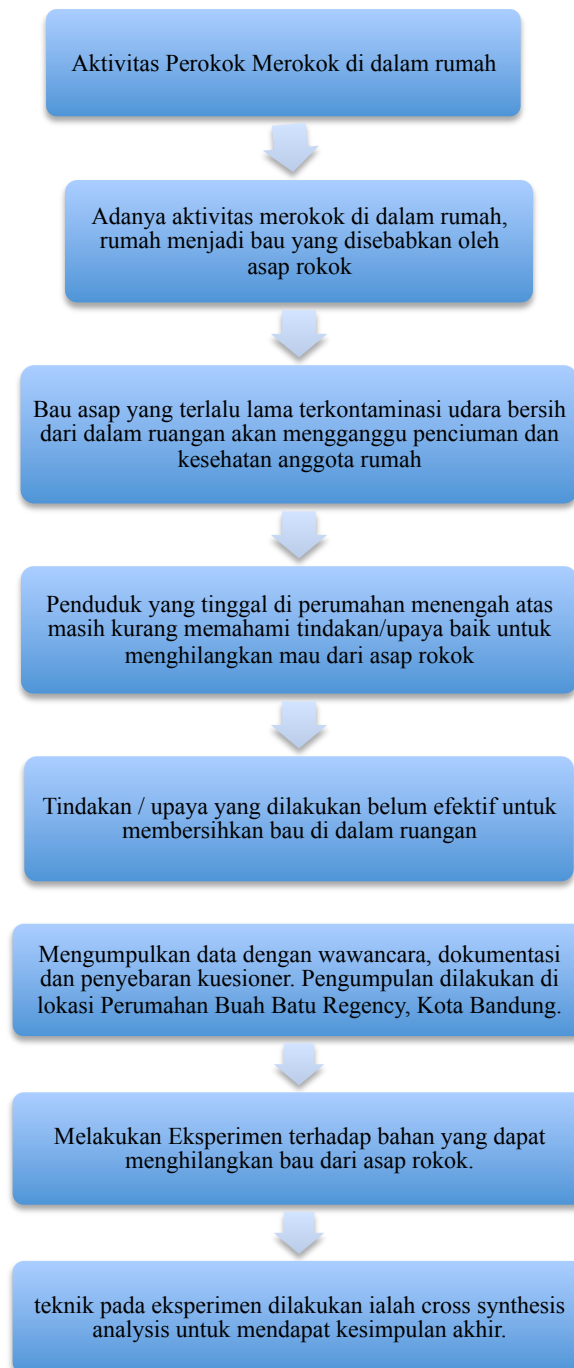 Aktivitas Perokok Merokok di dalam rumah
Adanya aktivitas merokok di dalam rumah,
rumah menjadi bau yang disebabkan oleh
asap rokok
Bau asap yang terlalu lama terkontaminasi udara bersih
dari dalam ruangan akan mengganggu penciuman dan
kesehatan anggota rumah
Penduduk yang tinggal di perumahan menengah atas
masih kurang memahami tindakan/upaya baik untuk
menghilangkan mau dari asap rokok
Tindakan / upaya yang dilakukan belum efektif untuk
membersihkan bau di dalam ruangan
Mengumpulkan data dengan wawancara, dokumentasi
dan penyebaran kuesioner. Pengumpulan dilakukan di
lokasi Perumahan Buah Batu Regency, Kota Bandung.
Melakukan Eksperimen terhadap bahan yang dapat
menghilangkan bau dari asap rokok.
teknik pada eksperimen dilakukan ialah cross synthesis
analysis untuk mendapat kesimpulan akhir.